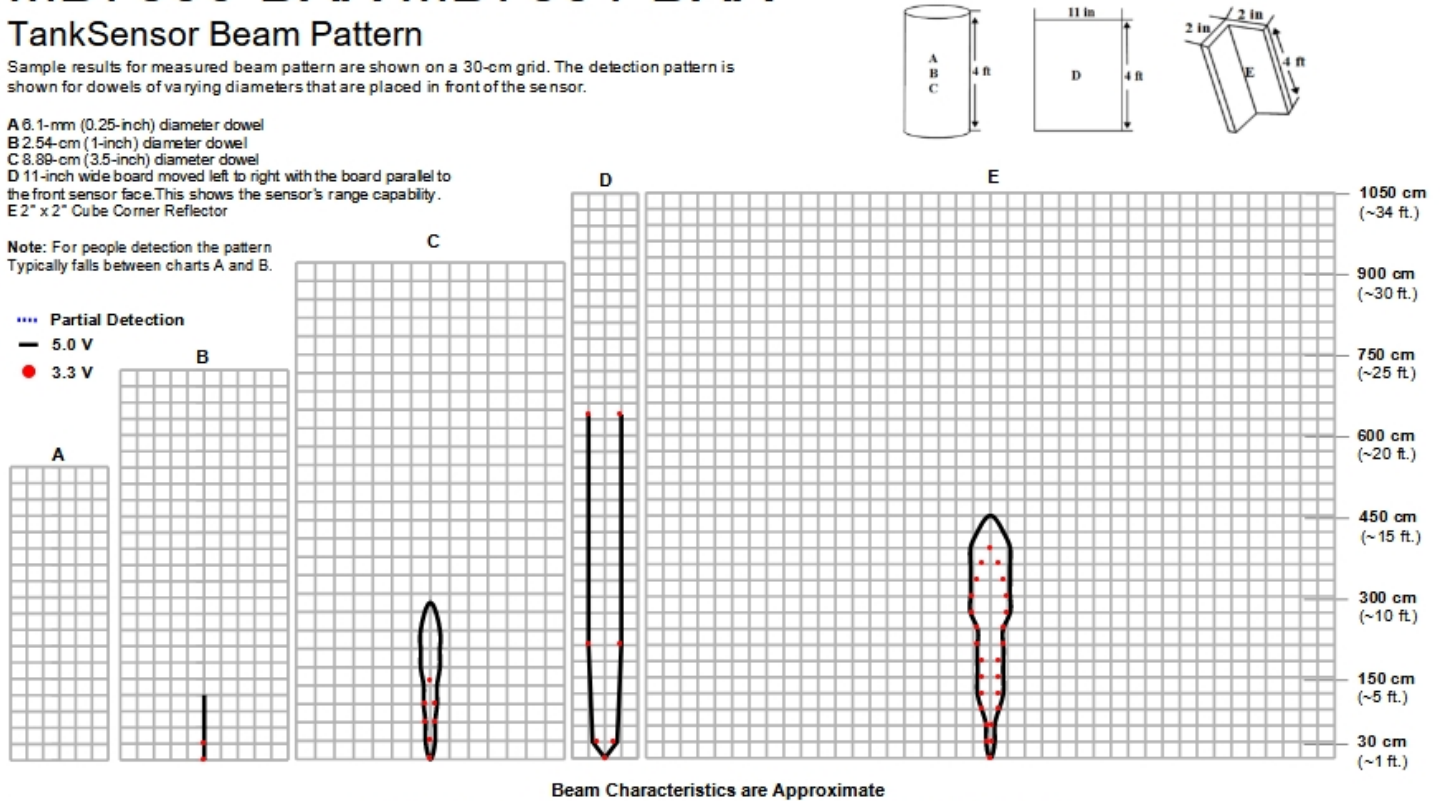 TankSensor Beam Pattern
Sample results for measured beam pattern are shown on a 30-cm grid. The detection pattern is
shown for dowels of varying diameters that are placed in front of the sensor.
A 6.1-mm (0.25-inch) diameter dowel
B 2.54-cm (1-inch) diameter dowel
C 8.89-cm (3.5-inch) diameter dowel
D 11-inch wide board moved left to right with the board parallel to
the front sensor face.This shows the sensor's range capability.
E 2" x 2" Cube Corner Reflector
Note: For people detection the pattern
Typically falls between charts A and B.
Partial Detection
5.0 V
3.3 V
A
B
C
4 ft
11 in
D
4 ft
2 in
2 in
E
4 ft
A
B
C
D
E
1050 cm
(~34 ft.)
900 cm
(~30 ft.)
750 cm
(~25 ft.)
600 cm
(~20 ft.)
450 cm
(~15 ft.)
300 cm
(~10 ft.)
150 cm
(~5 ft.)
30 cm
(~1 ft.)
Beam Characteristics are Approximate